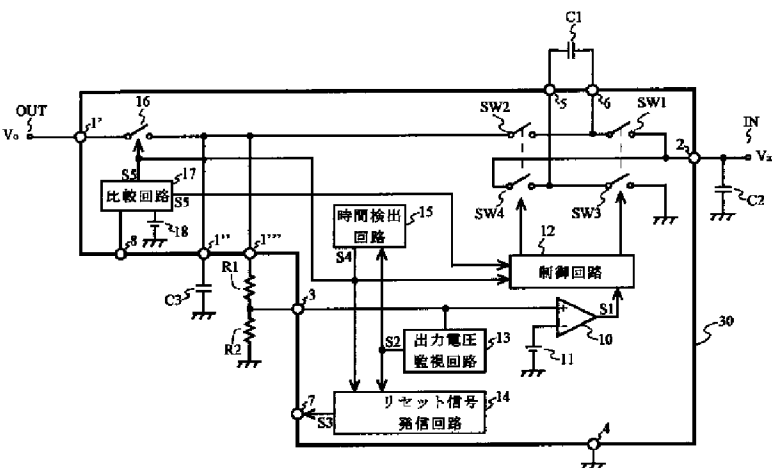 C1
OUT
16
5
6
SW2
SW1
IN
Vo
1'
2
S5
17
比較回路
S5
SW4
SW3
C2
18
時間検出
回路
15
12
8
1''
1'''
S4
制御回路
R1
C3
3
S1
10
30
R2
S2
出力電圧
監視回路
13
11
7
S3
リセット信号
発信回路
14
4